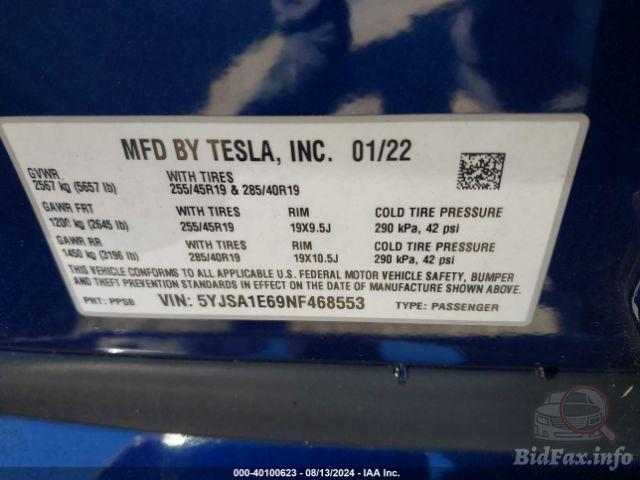 MFD BY TESLA, INC. 01/22
GVWR
2567 kg (5657 lb)
WITH TIRES
255/45R19 & 285/40R19
GAWR FRT
1200 kg (2645 lb)
WITH TIRES
255/45R19
RIM
19X9.5J
COLD TIRE PRESSURE
290 kPa, 42 psi
GAWR RR
1450 kg (3196 lb)
WITH TIRES
285/40R19
RIM
19X10.5J
COLD TIRE PRESSURE
290 kPa, 42 psi
THIS VEHICLE CONFORMS TO ALL APPLICABLE U.S. FEDERAL MOTOR VEHICLE SAFETY, BUMPER
AND THEFT PREVENTION STANDARDS IN EFFECT ON THE DATE OF MANUFACTURE SHOWN ABOVE.
PNT: PPSB
VIN: 5YJSA1E69NF468553
TYPE: PASSENGER
000-40100623 - 08/13/2024 - IAA Inc.
BidFax.info